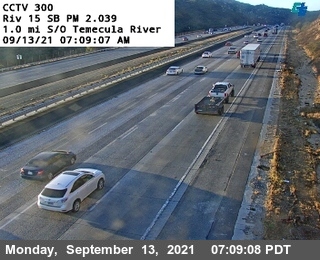 CCTV 300
Riv 15 SB PM 2.039
1.0 mi S/O Temecula River
09/13/21 07:09:07 AM
Monday, September 13, 2021 07:09:08 PDT